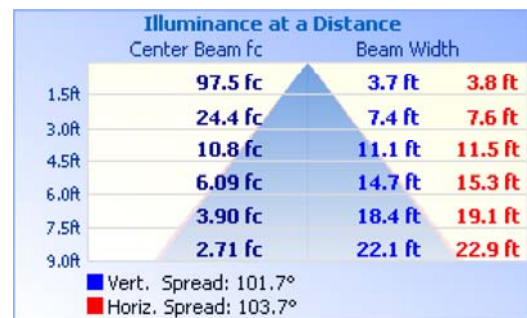 Illuminance at a Distance
Center Beam fc Beam Width
1.5ft 97.5 fc 3.7 ft 3.8 ft
3.0ft 24.4 fc 7.4 ft 7.6 ft
4.5ft 10.8 fc 11.1 ft 11.5 ft
6.0ft 6.09 fc 14.7 ft 15.3 ft
7.5ft 3.90 fc 18.4 ft 19.1 ft
9.0ft 2.71 fc 22.1 ft 22.9 ft
Vert. Spread: 101.7°
Horiz. Spread: 103.7°